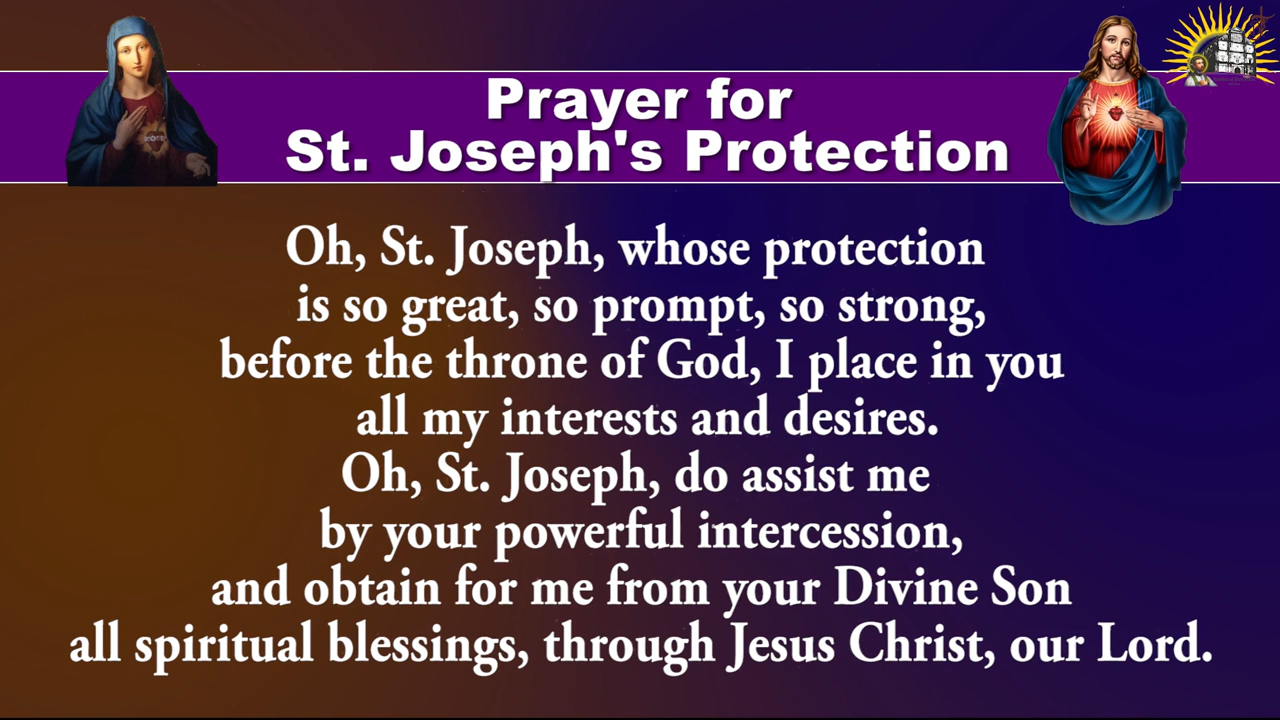 Prayer for
St. Joseph's Protection
Oh, St. Joseph, whose protection
is so great, so prompt, so strong,
before the throne of God, I place in you
all my interests and desires.
Oh, St. Joseph, do assist me
by your powerful intercession,
and obtain for me from your Divine Son
all spiritual blessings, through Jesus Christ, our Lord.